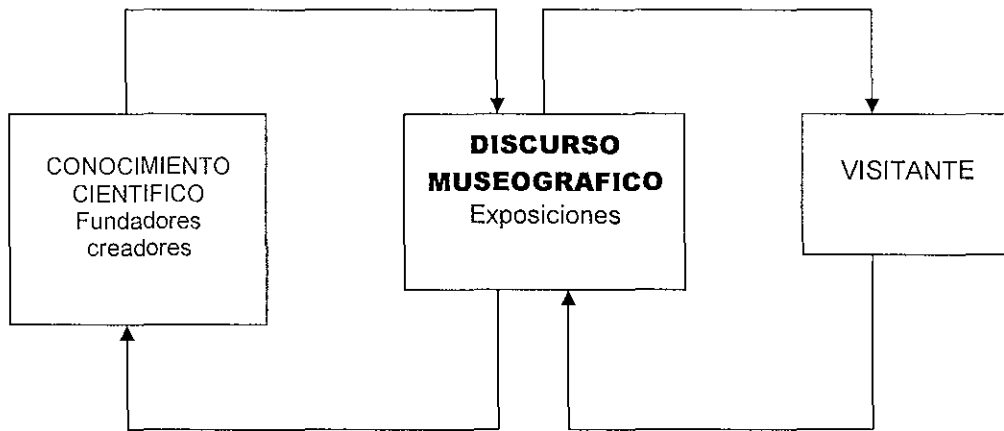 CONOCIMIENTO
CIENTIFICO
Fundadores
creadores
DISCURSO
MUSEOGRAFICO
Exposiciones
VISITANTE